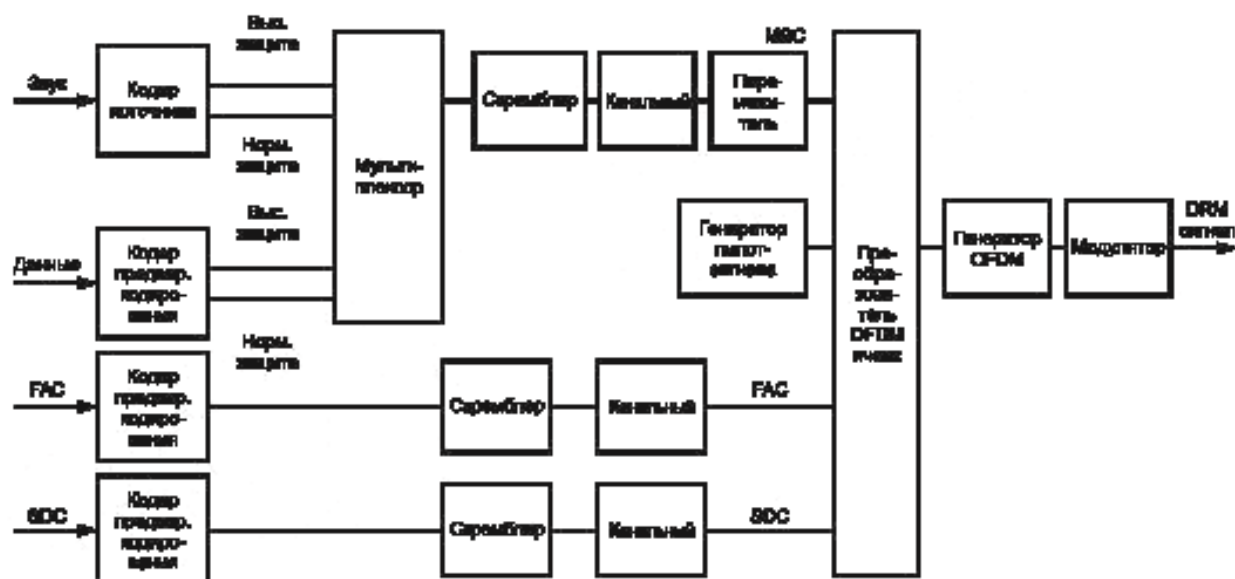 Выс.
защита
Звук
Кодер
источника
Норм.
защита
Мульти-
плексор
Скремблер
Канальный
MSC
Пере-
межи-
тель
Выс.
защита
Данные
Кодер
предвар.
кодиро-
вания
Норм.
защита
Генератор
пилот-
сигнала
Пре-
обра-
зова-
тель
OFDM
ячеек
Генератор
OFDM
Модулятор
DRM
сигнал
FAC
Кодер
предвар.
кодиро-
вания
Скремблер
Канальный
FAC
SDC
Кодер
предвар.
кодиро-
вания
Скремблер
Канальный
SDC